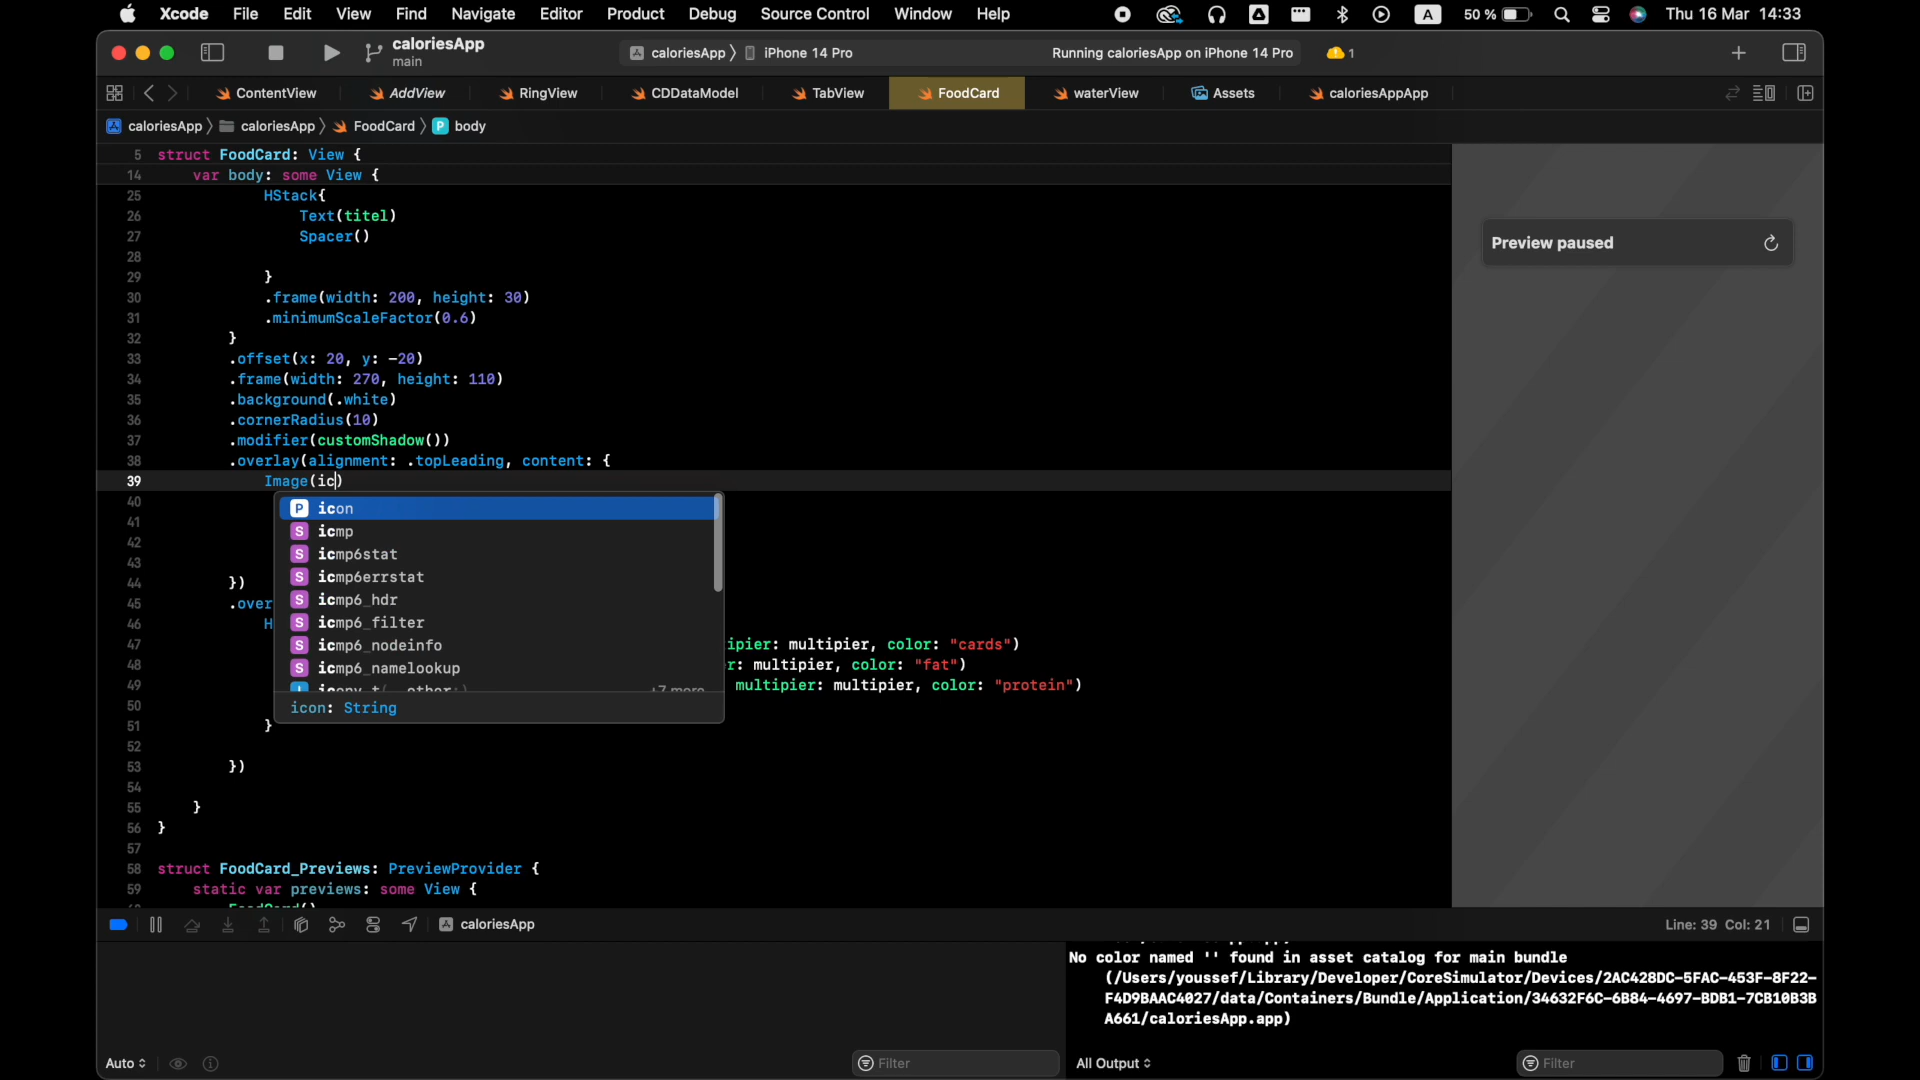 Xcode File Edit View Find Navigate Editor Product Debug Source Control Window Help A 50 % Thu 16 Mar 14:33
caloriesApp
main
caloriesApp 〉 iPhone 14 Pro Running caloriesApp on iPhone 14 Pro 1
ContentView AddView RingView CDDataModel TabView FoodCard waterView Assets caloriesAppApp
caloriesApp 〉 caloriesApp 〉 FoodCard 〉 P body
5 struct FoodCard: View {
14 var body: some View {
25 HStack{
26 Text(titel)
27 Spacer()
28
29 }
30 .frame(width: 200, height: 30)
31 .minimumScaleFactor(0.6)
32 }
33 .offset(x: 20, y: -20)
34 .frame(width: 270, height: 110)
35 .background(.white)
36 .cornerRadius(10)
37 .modifier(customShadow())
38 .overlay(alignment: .topLeading, content: {
39 Image(ic)
40 P icon
41 S icmp
42 S icmp6stat
43 S icmp6errstat
44 }) S icmp6_hdr
45 .over S icmp6_filter
46 H S icmp6_nodeinfo
47 ipier: multipier, color: "cards")
48 S icmp6_namelookup r: multipier, color: "fat")
49 multipier: multipier, color: "protein")
50 icon: String
51 }
52
53 })
54
55 }
56 }
57
58 struct FoodCard_Previews: PreviewProvider {
59 static var previews: some View {
Preview paused
caloriesApp
Line: 39 Col: 21
No color named '' found in asset catalog for main bundle
(/Users/youssef/Library/Developer/CoreSimulator/Devices/2AC428DC-5FAC-453F-8F22-
F4D9BAAC4027/data/Containers/Bundle/Application/34632F6C-6B84-4697-BDB1-7CB10B3B
A661/caloriesApp.app)
Auto Filter All Output Filter